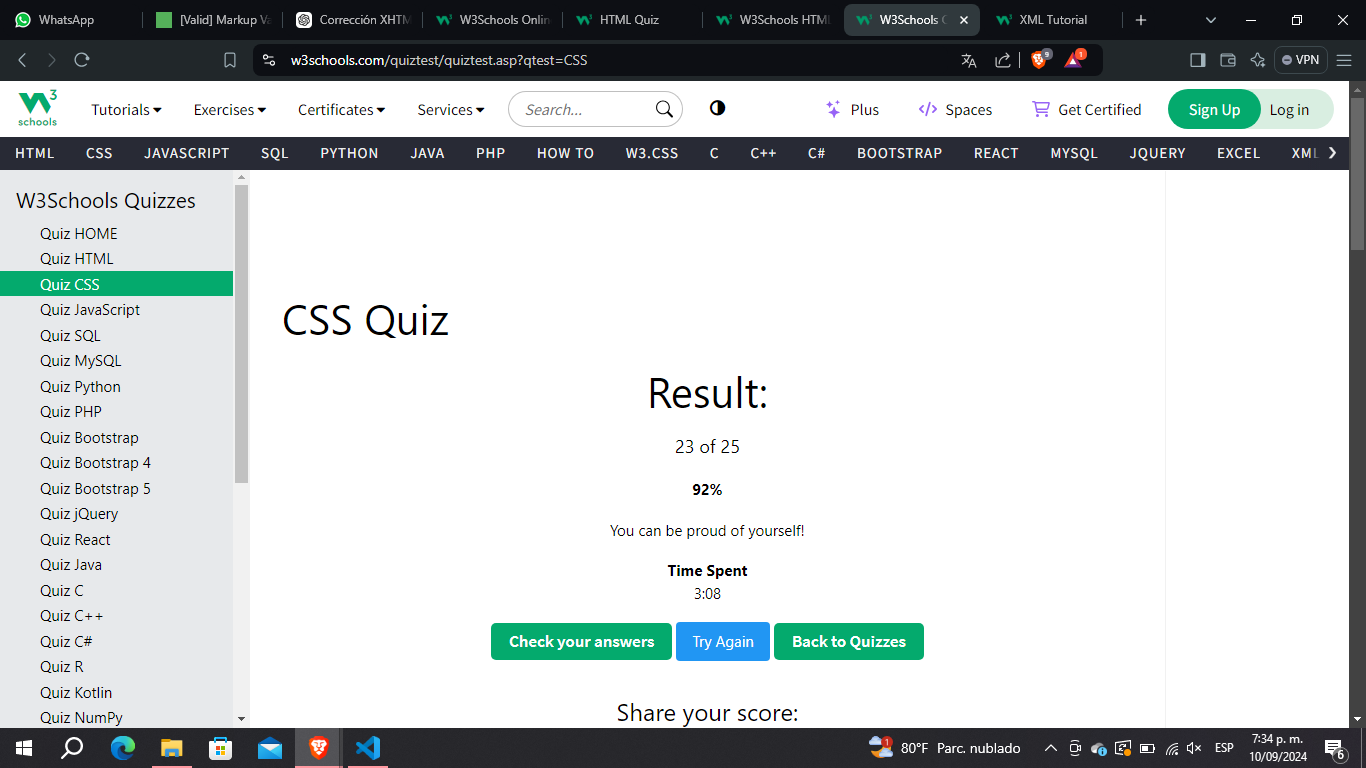 WhatsApp
[Valid] Markup Va
Corrección XHTM
W3Schools Onlin
HTML Quiz
W3Schools HTML
W3Schools C
XML Tutorial
w3schools.com/quiztest/quiztest.asp?qtest=CSS
9
1
VPN
3
schools
Tutorials
Exercises
Certificates
Services
Search...
Plus
Spaces
Get Certified
Sign Up
Log in
HTML CSS JAVASCRIPT SQL PYTHON JAVA PHP HOW TO W3.CSS C C++ C# BOOTSTRAP REACT MYSQL JQUERY EXCEL XML
W3Schools Quizzes
Quiz HOME
Quiz HTML
Quiz CSS
Quiz JavaScript
Quiz SQL
Quiz MySQL
Quiz Python
Quiz PHP
Quiz Bootstrap
Quiz Bootstrap 4
Quiz Bootstrap 5
Quiz jQuery
Quiz React
Quiz Java
Quiz C
Quiz C++
Quiz C#
Quiz R
Quiz Kotlin
Quiz NumPy
CSS Quiz
Result:
23 of 25
92%
You can be proud of yourself!
Time Spent
3:08
Check your answers
Try Again
Back to Quizzes
Share your score:
1
80°F Parc. nublado
ESP
7:34 p. m.
10/09/2024
6